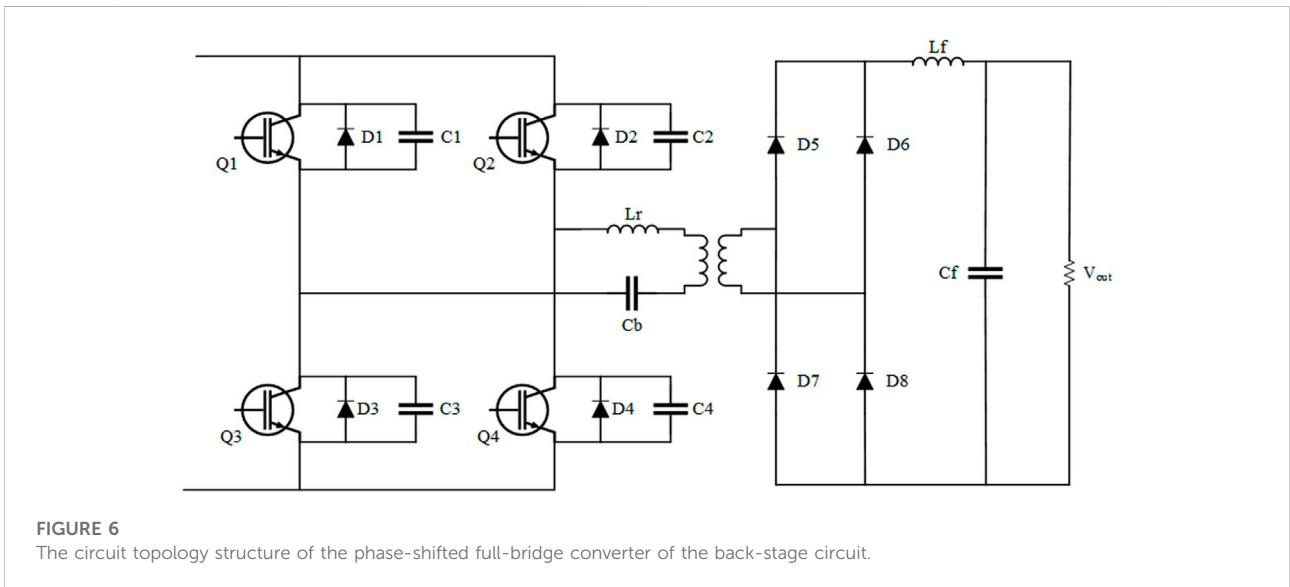 Lf
D1
C1
D2
C2
D5
D6
Q1
Q2
Lr
Cf
Vout
Cb
D7
D8
D3
C3
D4
C4
Q3
Q4
FIGURE 6
The circuit topology structure of the phase-shifted full-bridge converter of the back-stage circuit.